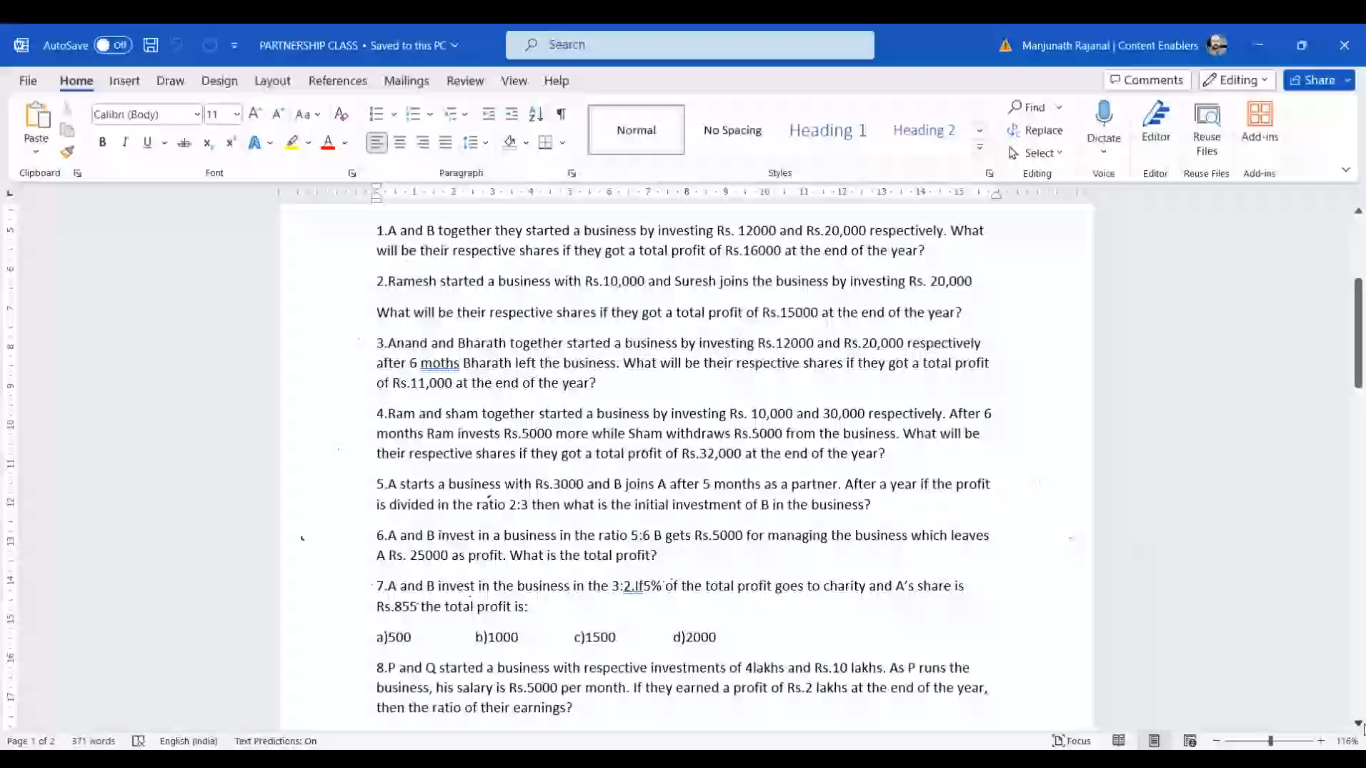 AutoSave Off PARTNERSHIP CLASS • Saved to this PC Search Manjunath Rajanal | Content Enablers
File Home Insert Draw Design Layout References Mailings Review View Help Comments Editing Share
Paste Calibri (Body) 11 Aa Normal No Spacing Heading 1 Heading 2 Find Replace Select Dictate Editor Reuse Files Add-ins
Clipboard Font Paragraph Styles Editing Voice Editor Reuse Files Add-ins
1 2 3 4 5 6 7 8 9 10 11 12 13 14 15
1.A and B together they started a business by investing Rs. 12000 and Rs.20,000 respectively. What
will be their respective shares if they got a total profit of Rs.16000 at the end of the year?
2.Ramesh started a business with Rs.10,000 and Suresh joins the business by investing Rs. 20,000
What will be their respective shares if they got a total profit of Rs.15000 at the end of the year?
3.Anand and Bharath together started a business by investing Rs.12000 and Rs.20,000 respectively
after 6 moths Bharath left the business. What will be their respective shares if they got a total profit
of Rs.11,000 at the end of the year?
4.Ram and sham together started a business by investing Rs. 10,000 and 30,000 respectively. After 6
months Ram invests Rs.5000 more while Sham withdraws Rs.5000 from the business. What will be
their respective shares if they got a total profit of Rs.32,000 at the end of the year?
5.A starts a business with Rs.3000 and B joins A after 5 months as a partner. After a year if the profit
is divided in the ratio 2:3 then what is the initial investment of B in the business?
6.A and B invest in a business in the ratio 5:6 B gets Rs.5000 for managing the business which leaves
A Rs. 25000 as profit. What is the total profit?
7.A and B invest in the business in the 3:2.If5% of the total profit goes to charity and A's share is
Rs.855 the total profit is:
a)500 b)1000 c)1500 d)2000
8.P and Q started a business with respective investments of 4lakhs and Rs.10 lakhs. As P runs the
business, his salary is Rs.5000 per month. If they earned a profit of Rs.2 lakhs at the end of the year,
then the ratio of their earnings?
Page 1 of 2 371 words English (India) Text Predictions: On Focus 116%